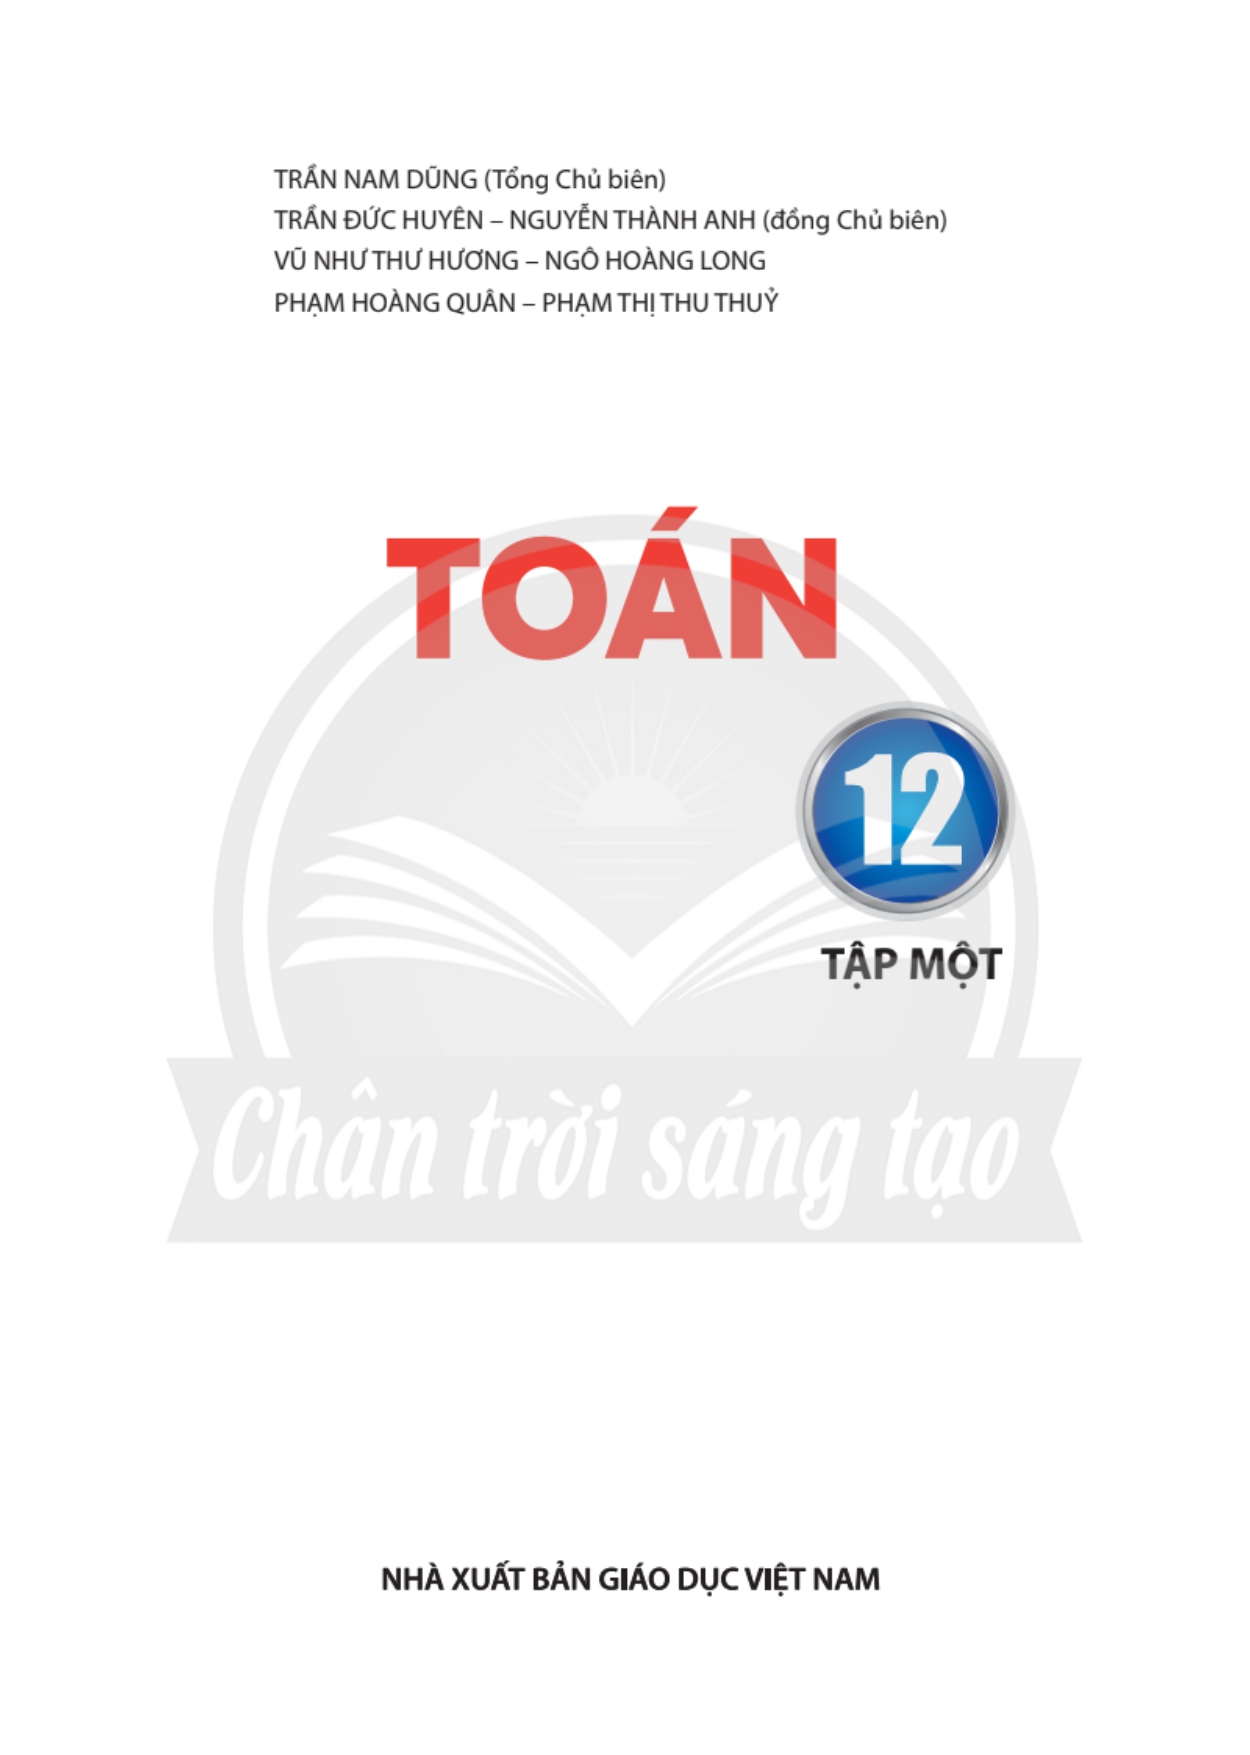 TRẦN NAM DŨNG (Tổng Chủ biên)
TRẦN ĐỨC HUYÊN – NGUYỄN THÀNH ANH (đồng Chủ biên)
VŨ NHƯ THƯ HƯƠNG – NGÔ HOÀNG LONG
PHẠM HOÀNG QUÂN – PHẠM THỊ THU THUỶ
TOÁN
12
TẬP MỘT
Chân trời sáng tạo
NHÀ XUẤT BẢN GIÁO DỤC VIỆT NAM